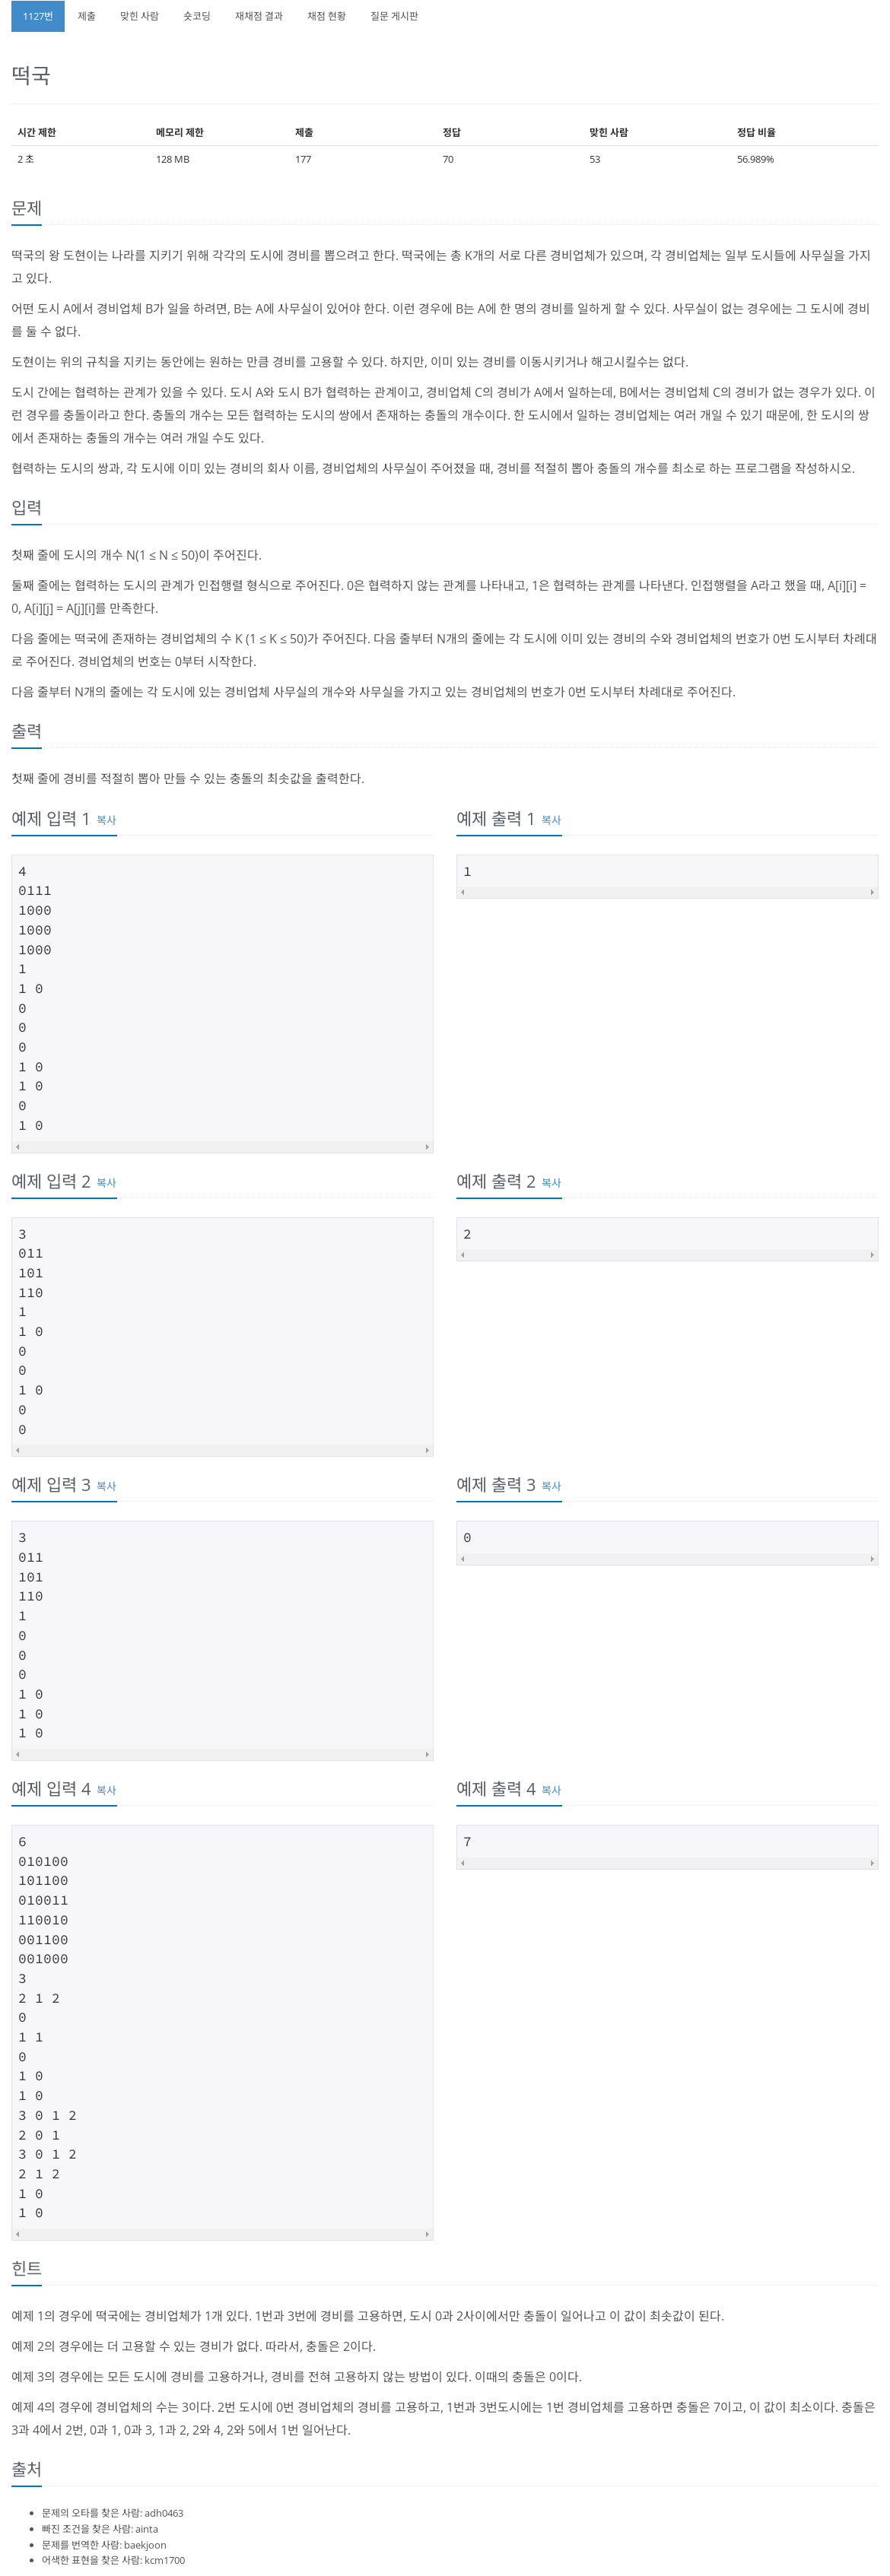 1127번 제출 맞힌 사람 숏코딩 재채점 결과 채점 현황 질문 게시판
떡국
시간 제한 메모리 제한 제출 정답 맞힌 사람 정답 비율
2 초 128 MB 177 70 53 56.989%
문제
떡국의 왕 도현이는 나라를 지키기 위해 각각의 도시에 경비를 뽑으려고 한다. 떡국에는 총 K개의 서로 다른 경비업체가 있으며, 각 경비업체는 일부 도시들에 사무실을 가지
고 있다.
어떤 도시 A에서 경비업체 B가 일을 하려면, B는 A에 사무실이 있어야 한다. 이런 경우에 B는 A에 한 명의 경비를 일하게 할 수 있다. 사무실이 없는 경우에는 그 도시에 경비
를 둘 수 없다.
도현이는 위의 규칙을 지키는 동안에는 원하는 만큼 경비를 고용할 수 있다. 하지만, 이미 있는 경비를 이동시키거나 해고시킬수는 없다.
도시 간에는 협력하는 관계가 있을 수 있다. 도시 A와 도시 B가 협력하는 관계이고, 경비업체 C의 경비가 A에서 일하는데, B에서는 경비업체 C의 경비가 없는 경우가 있다. 이
런 경우를 충돌이라고 한다. 충돌의 개수는 모든 협력하는 도시의 쌍에서 존재하는 충돌의 개수이다. 한 도시에서 일하는 경비업체는 여러 개일 수 있기 때문에, 한 도시의 쌍
에서 존재하는 충돌의 개수는 여러 개일 수도 있다.
협력하는 도시의 쌍과, 각 도시에 이미 있는 경비의 회사 이름, 경비업체의 사무실이 주어졌을 때, 경비를 적절히 뽑아 충돌의 개수를 최소로 하는 프로그램을 작성하시오.
입력
첫째 줄에 도시의 개수 N(1 ≤ N ≤ 50)이 주어진다.
둘째 줄에는 협력하는 도시의 관계가 인접행렬 형식으로 주어진다. 0은 협력하지 않는 관계를 나타내고, 1은 협력하는 관계를 나타낸다. 인접행렬을 A라고 했을 때, A[i][i] =
0, A[i][j] = A[j][i]를 만족한다.
다음 줄에는 떡국에 존재하는 경비업체의 수 K (1 ≤ K ≤ 50)가 주어진다. 다음 줄부터 N개의 줄에는 각 도시에 이미 있는 경비의 수와 경비업체의 번호가 0번 도시부터 차례대
로 주어진다. 경비업체의 번호는 0부터 시작한다.
다음 줄부터 N개의 줄에는 각 도시에 있는 경비업체 사무실의 개수와 사무실을 가지고 있는 경비업체의 번호가 0번 도시부터 차례대로 주어진다.
출력
첫째 줄에 경비를 적절히 뽑아 만들 수 있는 충돌의 최솟값을 출력한다.
예제 입력 1 복사
4
0111
1000
1000
1000
1
1 0
0
0
0
1 0
1 0
0
1 0
예제 출력 1 복사
1
예제 입력 2 복사
3
011
101
110
1
1 0
0
0
1 0
0
0
예제 출력 2 복사
2
예제 입력 3 복사
3
011
101
110
1
0
0
0
1 0
1 0
1 0
예제 출력 3 복사
0
예제 입력 4 복사
6
010100
101100
010011
110010
001100
001000
3
2 1 2
0
1 1
0
1 0
1 0
3 0 1 2
2 0 1
3 0 1 2
2 1 2
1 0
1 0
예제 출력 4 복사
7
힌트
예제 1의 경우에 떡국에는 경비업체가 1개 있다. 1번과 3번에 경비를 고용하면, 도시 0과 2사이에서만 충돌이 일어나고 이 값이 최솟값이 된다.
예제 2의 경우에는 더 고용할 수 있는 경비가 없다. 따라서, 충돌은 2이다.
예제 3의 경우에는 모든 도시에 경비를 고용하거나, 경비를 전혀 고용하지 않는 방법이 있다. 이때의 충돌은 0이다.
예제 4의 경우에 경비업체의 수는 3이다. 2번 도시에 0번 경비업체의 경비를 고용하고, 1번과 3번도시에는 1번 경비업체를 고용하면 충돌은 7이고, 이 값이 최소이다. 충돌은
3과 4에서 2번, 0과 1, 0과 3, 1과 2, 2와 4, 2와 5에서 1번 일어난다.
출처
문제의 오타를 찾은 사람: adh0463
빠진 조건을 찾은 사람: ainta
문제를 번역한 사람: baekjoon
어색한 표현을 찾은 사람: kcm1700